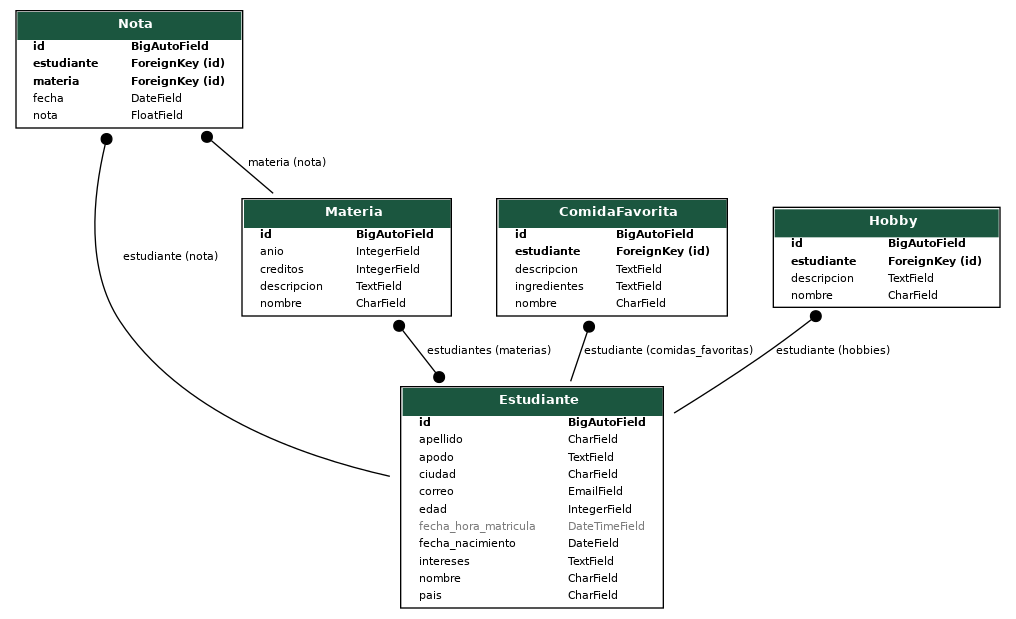 Nota
id BigAutoField
estudiante ForeignKey (id)
materia ForeignKey (id)
fecha DateField
nota FloatField
materia (nota)
estudiante (nota)
Materia
id BigAutoField
anio IntegerField
creditos IntegerField
descripcion TextField
nombre CharField
ComidaFavorita
id BigAutoField
estudiante ForeignKey (id)
descripcion TextField
ingredientes TextField
nombre CharField
Hobby
id BigAutoField
estudiante ForeignKey (id)
descripcion TextField
nombre CharField
estudiantes (materias)
estudiante (comidas_favoritas)
estudiante (hobbies)
Estudiante
id BigAutoField
apellido CharField
apodo TextField
ciudad CharField
correo EmailField
edad IntegerField
fecha_hora_matricula DateTimeField
fecha_nacimiento DateField
intereses TextField
nombre CharField
pais CharField